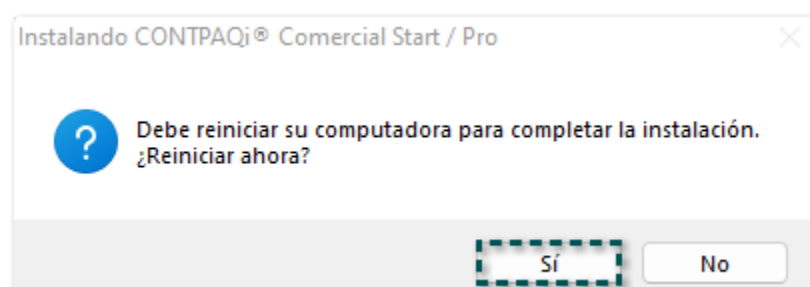 Instalando CONTPAQi® Comercial Start / Pro
Debe reiniciar su computadora para completar la instalación.
¿Reiniciar ahora?
Sí
No